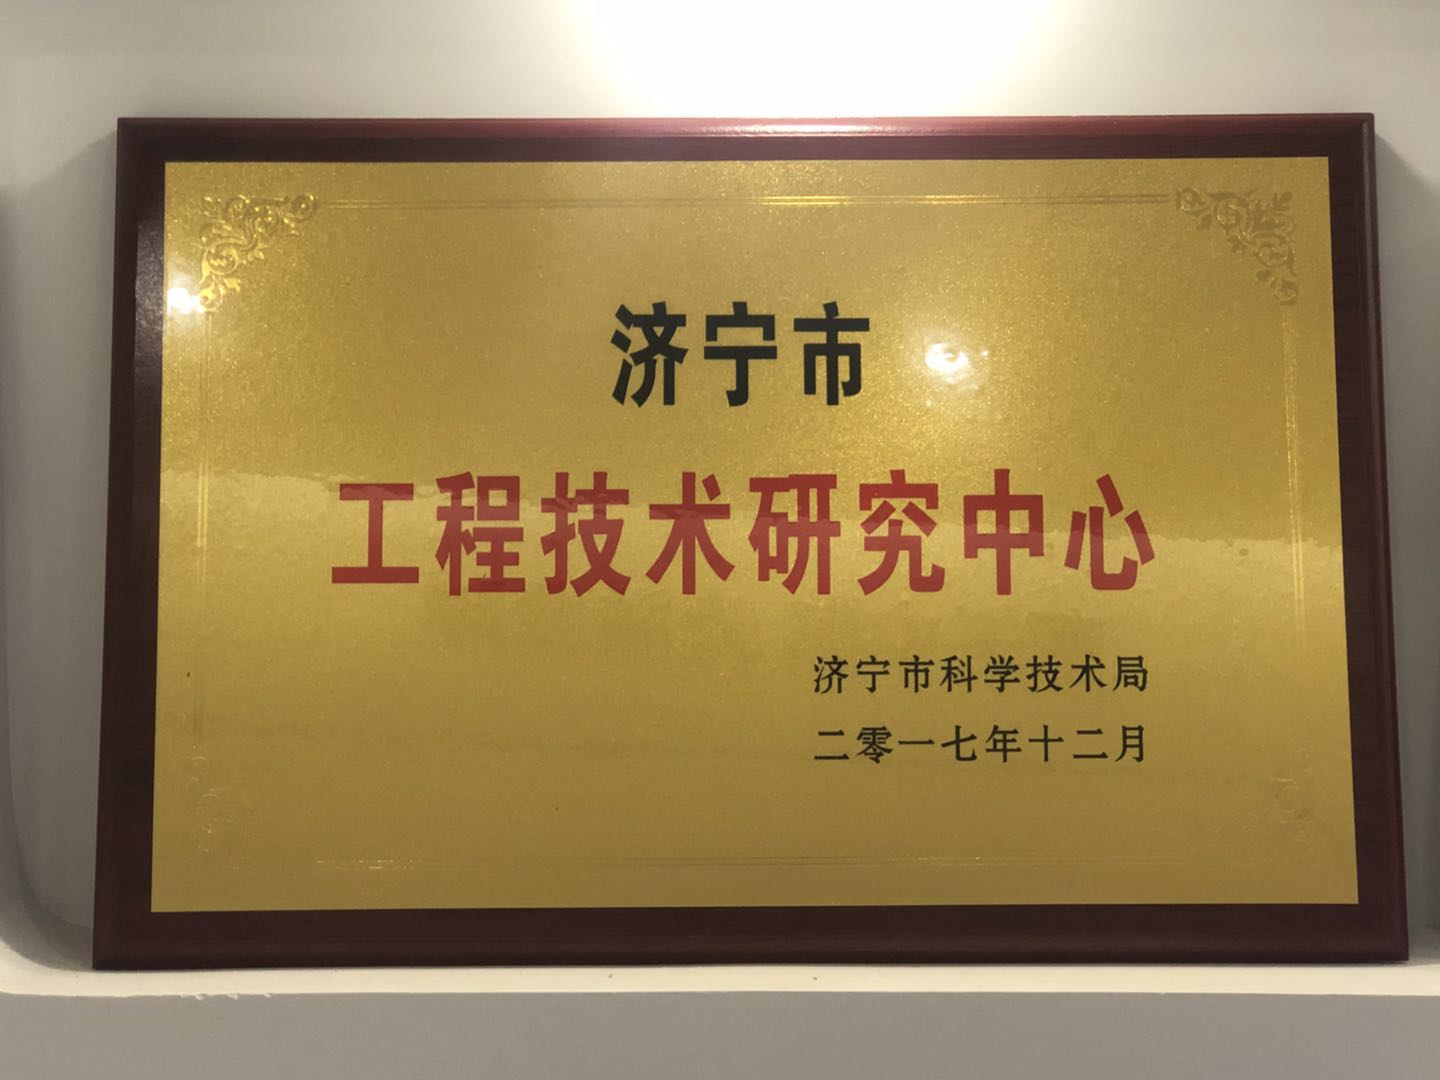 济宁市
工程技术研究中心
济宁市科学技术局
二零一七年十二月